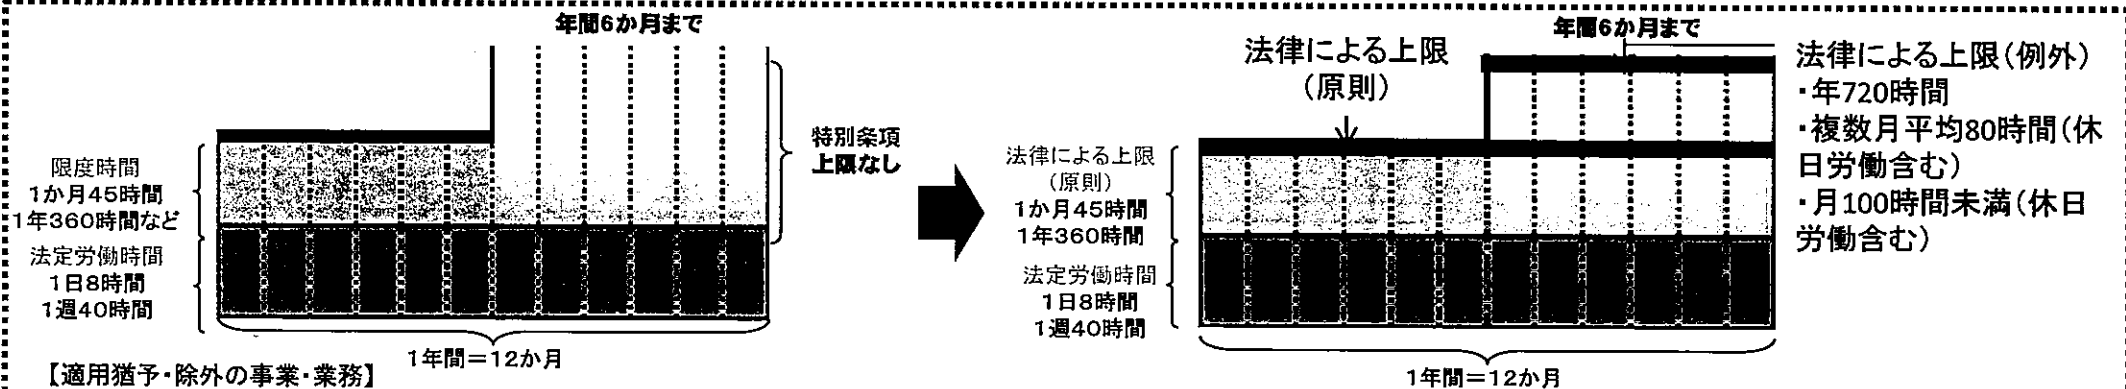 年間6か月まで
特別条項
上限なし
限度時間
1か月45時間
1年360時間など
法定労働時間
1日8時間
1週40時間
1年間=12か月
年間6か月まで
法律による上限
(原則)
法律による上限(例外)
・年720時間
・複数月平均80時間(休
日労働含む)
・月100時間未満(休日
労働含む)
法律による上限
(原則)
1か月45時間
1年360時間
法定労働時間
1日8時間
1週40時間
1年間=12か月
【適用猶予・除外の事業・業務】